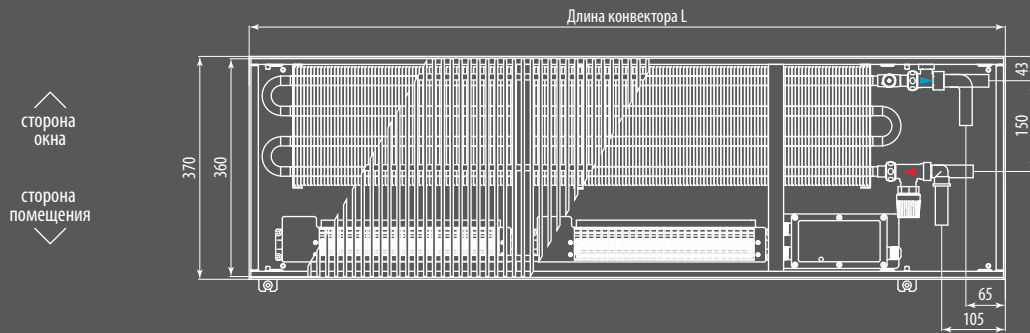 Длина конвектора L
сторона
окна
сторона
помещения
370
360
43
150
65
105